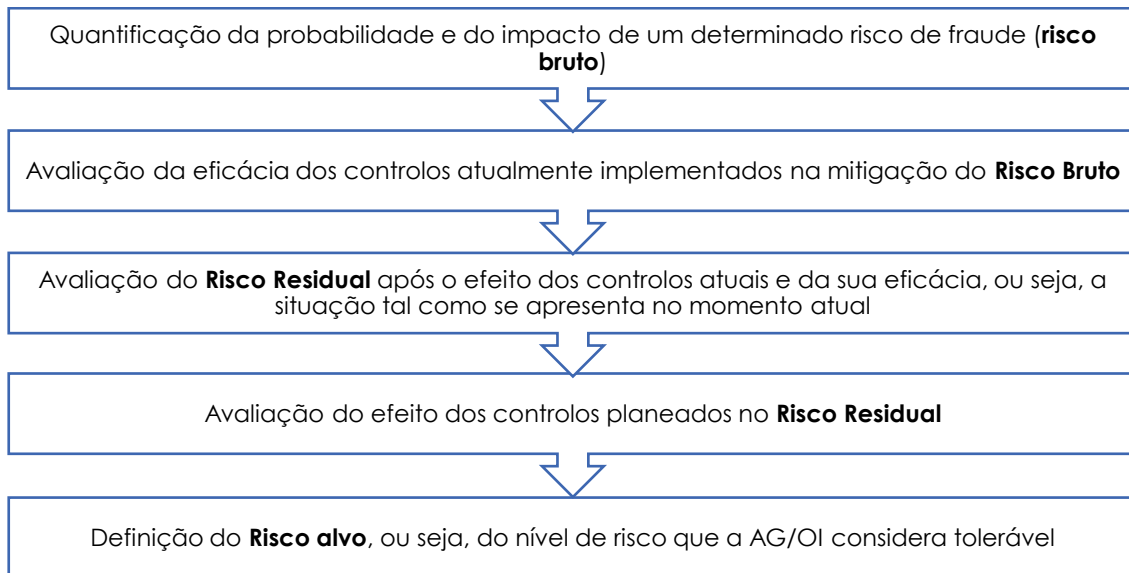 Quantificação da probabilidade e do impacto de um determinado risco de fraude (risco
bruto)
Avaliação da eficácia dos controlos atualmente implementados na mitigação do Risco Bruto
Avaliação do Risco Residual após o efeito dos controlos atuais e da sua eficácia, ou seja, a
situação tal como se apresenta no momento atual
Avaliação do efeito dos controlos planeados no Risco Residual
Definição do Risco alvo, ou seja, do nível de risco que a AG/OI considera tolerável